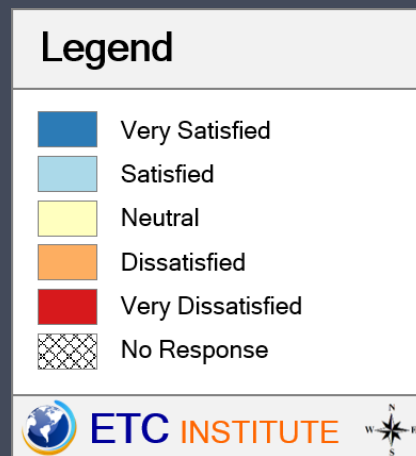 Legend
Very Satisfied
Satisfied
Neutral
Dissatisfied
Very Dissatisfied
No Response
ETC INSTITUTE
N
W E
S